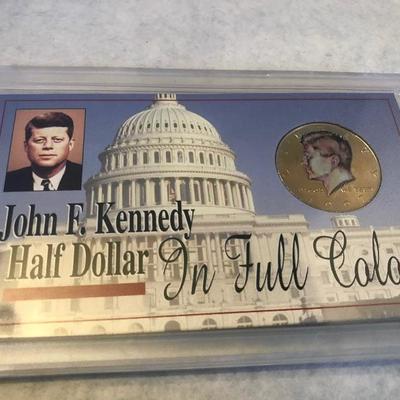 John F. Kennedy
Half Dollar
In Full Colo